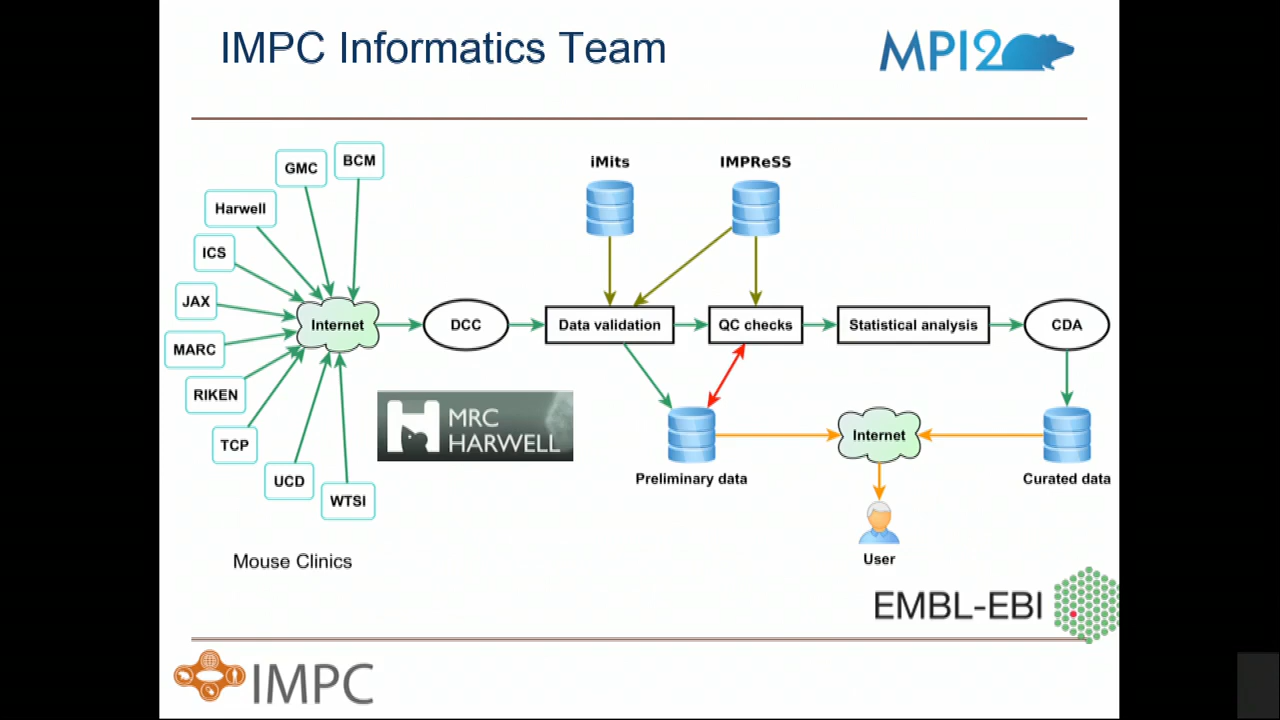 IMPC Informatics Team
MPI2
BCM
GMC
Harwell
ICS
JAX
MARC
RIKEN
TCP
UCD
WTSI
Mouse Clinics
Internet
DCC
iMits
IMPReSS
Data validation
QC checks
Statistical analysis
CDA
MRC
HARWELL
Preliminary data
Internet
Curated data
User
EMBL-EBI
IMPC